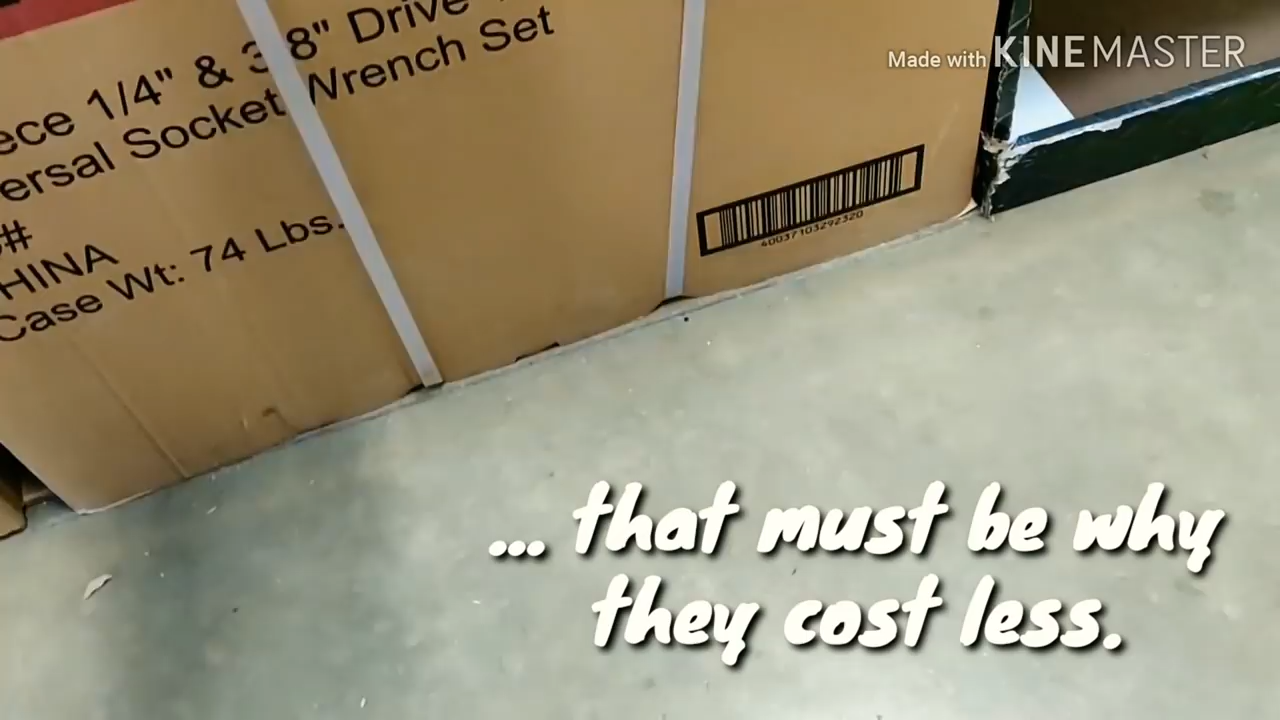 ece 1/4" & 3/8" Drive
ersal Socket Wrench Set
#
HINA
Case Wt: 74 Lbs.
40037103292320
Made with KINEMASTER
... that must be why
they cost less.